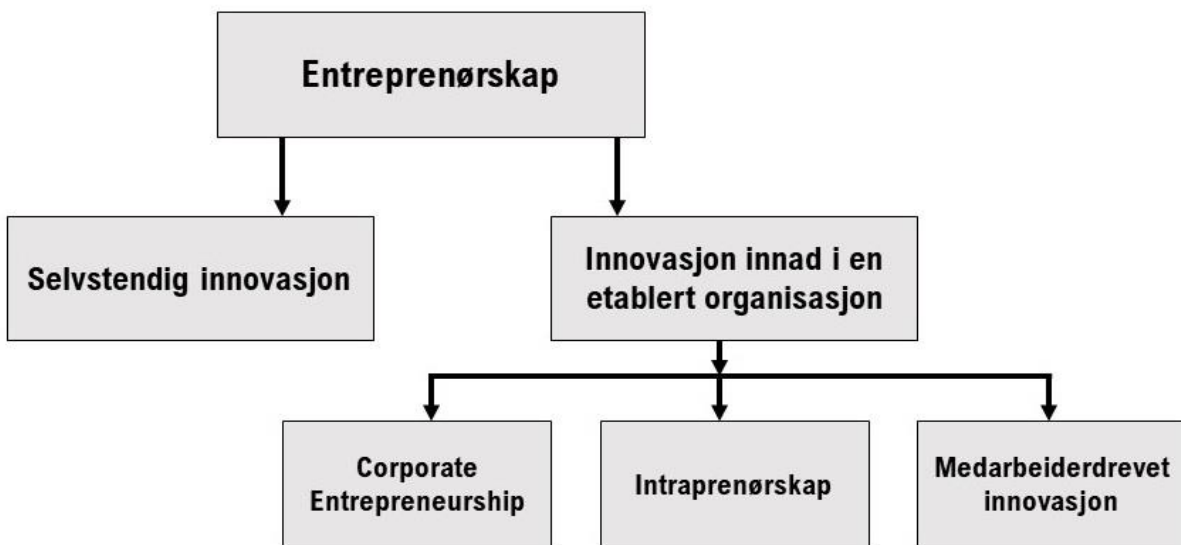 Entreprenørskap
Selvstendig innovasjon
Innovasjon innad i en
etablert organisasjon
Corporate
Entrepreneurship
Intraprenørskap
Medarbeiderdrevet
innovasjon